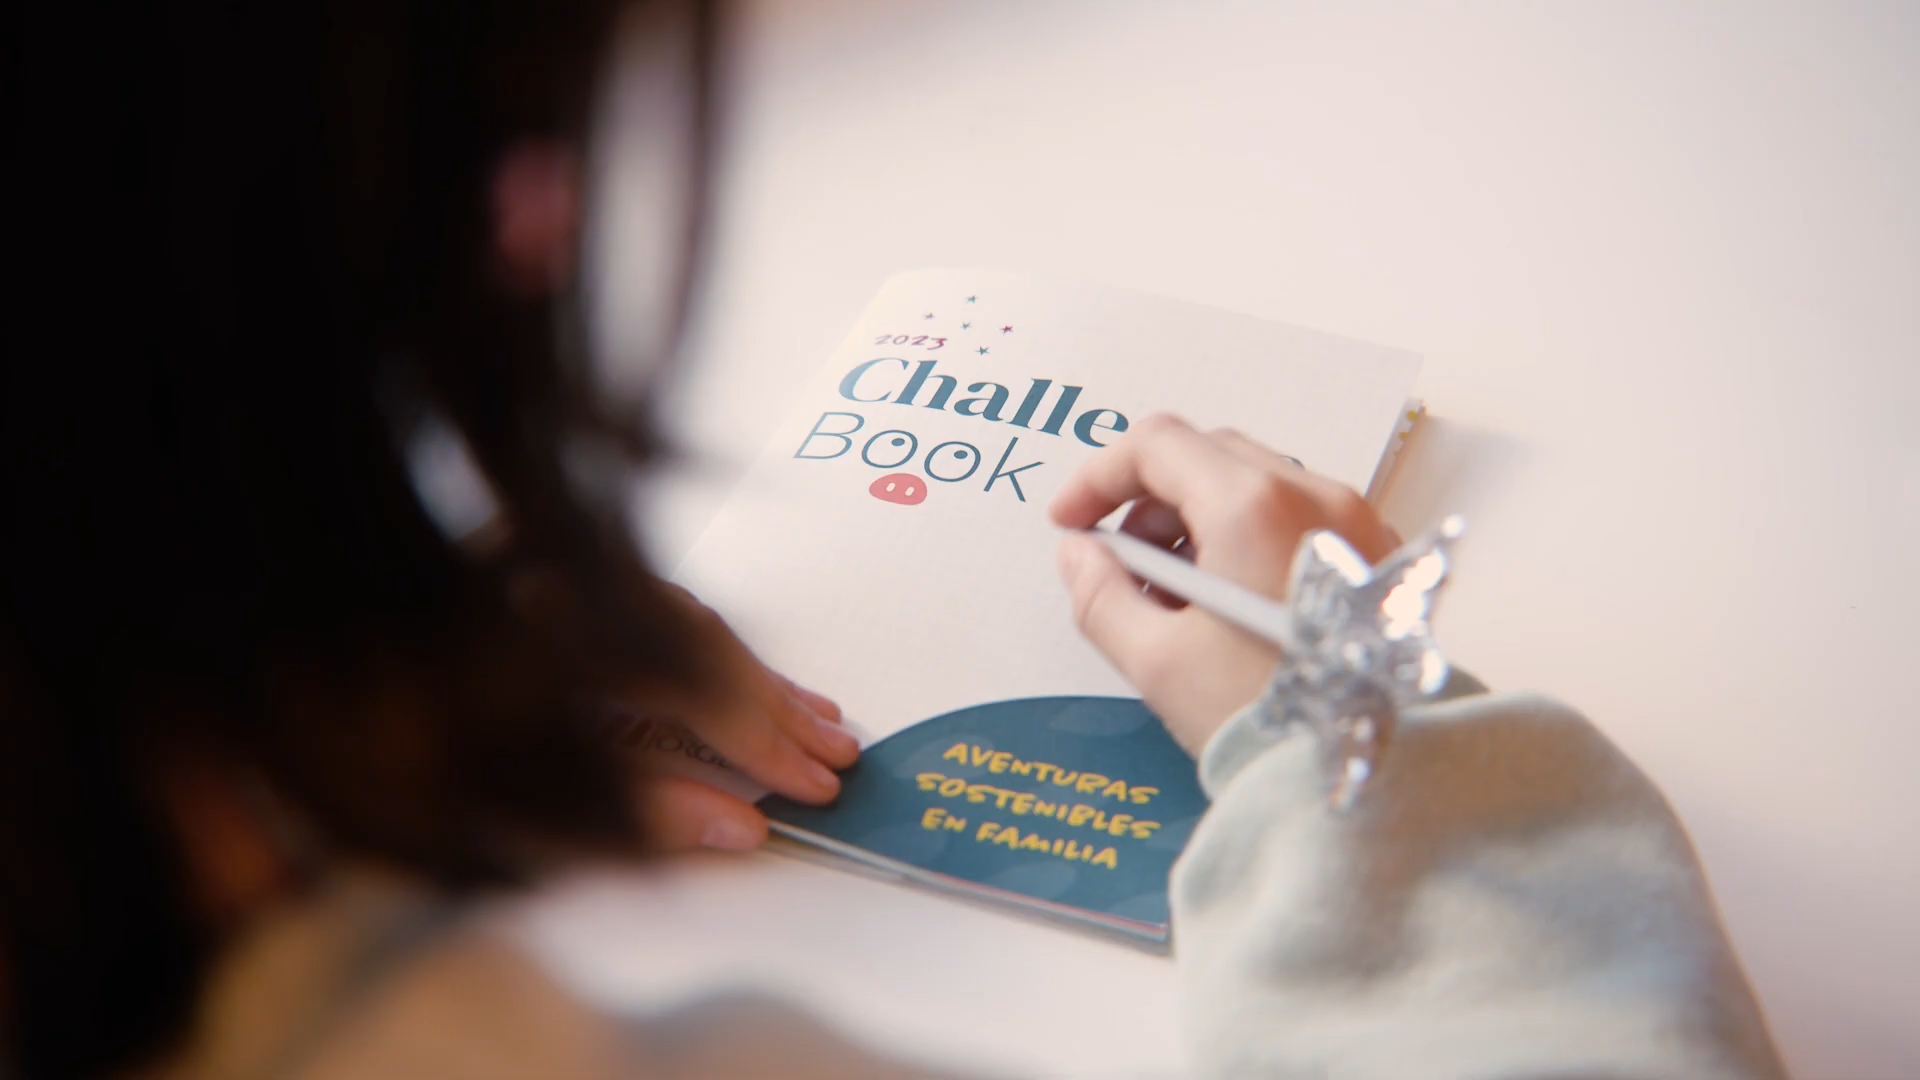 2023
Challe
Book
AVENTURAS
SOSTENIBLES
EN FAMILIA